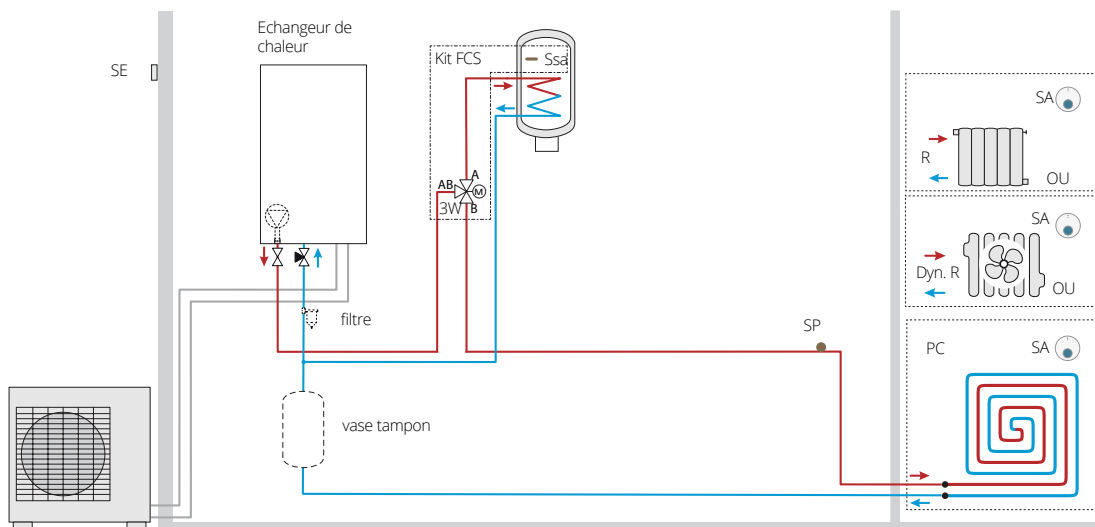 Echangeur de
chaleur
SE
Kit FCS
Ssa
A
AB
M
3W
B
filtre
vase tampon
SP
SA
R
OU
SA
Dyn. R
OU
PC
SA